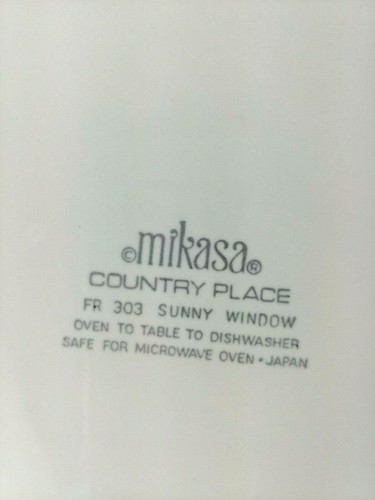 ©mikasa®
COUNTRY PLACE
FR 303 SUNNY WINDOW
OVEN TO TABLE TO DISHWASHER
SAFE FOR MICROWAVE OVEN • JAPAN